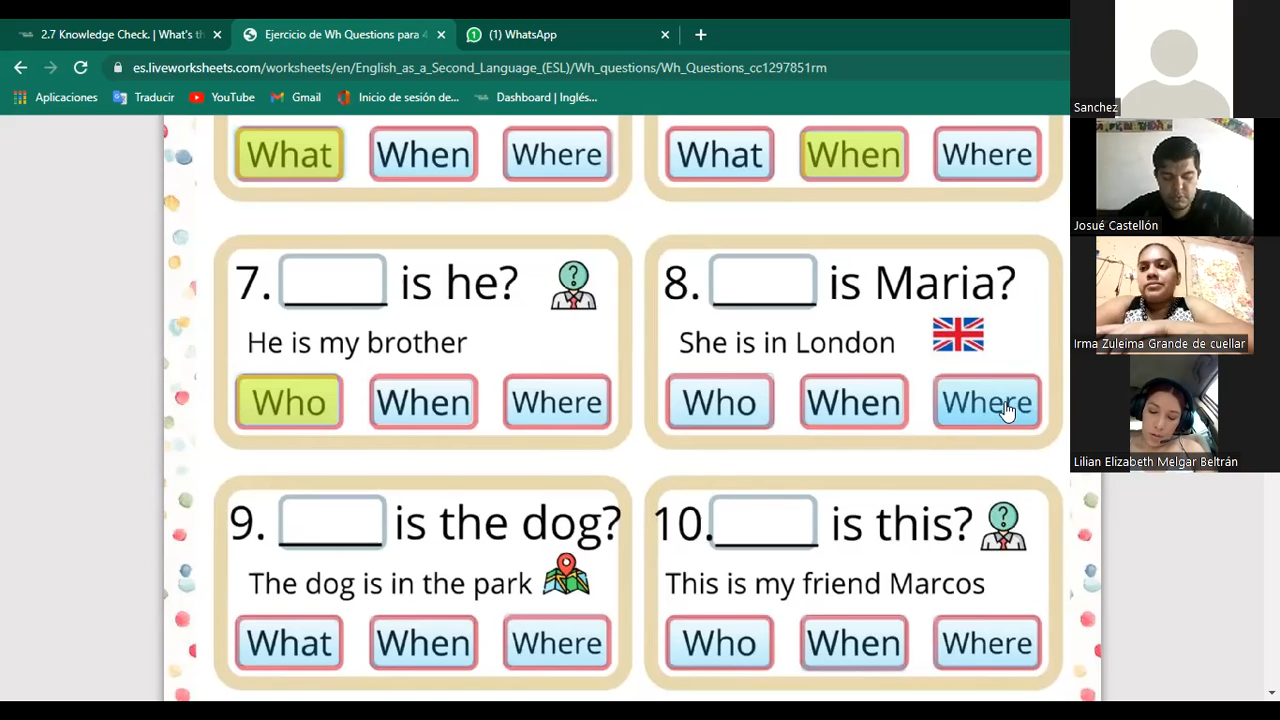 2.7 Knowledge Check. | What's th
Ejercicio de Wh Questions para 4
(1) WhatsApp
es.liveworksheets.com/worksheets/en/English_as_a_Second_Language_(ESL)/Wh_questions/Wh_Questions_cc1297851rm
Aplicaciones Traducir YouTube Gmail Inicio de sesión de... Dashboard | Inglés...
What When Where
What When Where
7. ____ is he?
He is my brother
Who When Where
8. ____ is Maria?
She is in London
Who When Where
9. ____ is the dog?
The dog is in the park
What When Where
10.____ is this?
This is my friend Marcos
Who When Where
Sanchez
Josué Castellón
Irma Zuleima Grande de cuellar
Lilian Elizabeth Melgar Beltrán